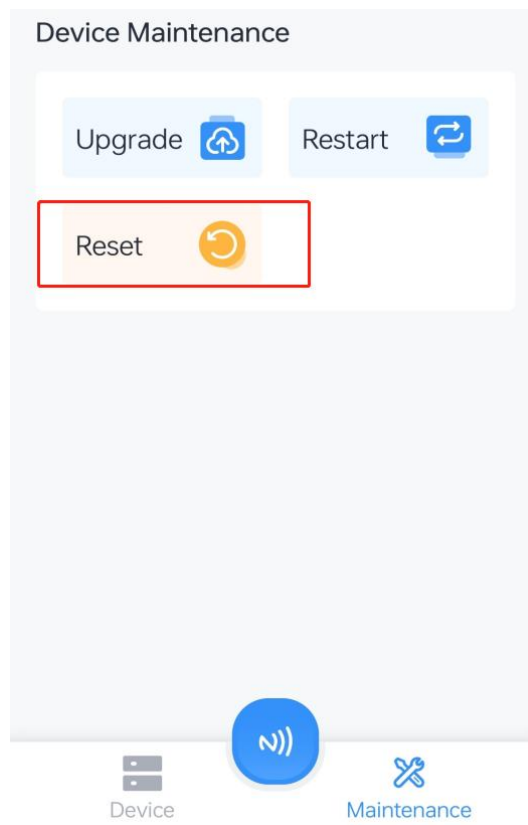 Device Maintenance
Upgrade
Restart
Reset
Device
Maintenance